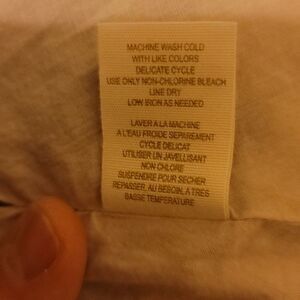 MACHINE WASH COLD
WITH LIKE COLORS
DELICATE CYCLE
USE ONLY NON-CHLORINE BLEACH
LINE DRY
LOW IRON AS NEEDED
LAVER A LA MACHINE
A L'EAU FROIDE SEPAREMENT
CYCLE DELICAT
UTILISER UN JAVELLISANT
NON CHLORE
SUSPENDRE POUR SECHER
REPASSER, AU BESOIN, A TRES
BASSE TEMPERATURE